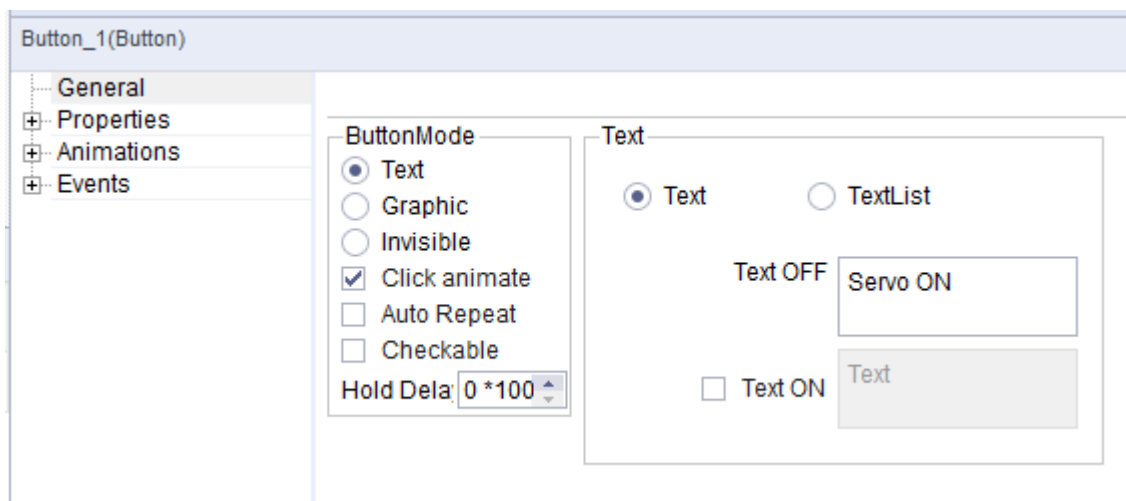 Button_1(Button)
General
Properties
Animations
Events
ButtonMode
Text
Graphic
Invisible
Click animate
Auto Repeat
Checkable
Hold Dela 0 *100
Text
Text TextList
Text OFF Servo ON
Text ON Text